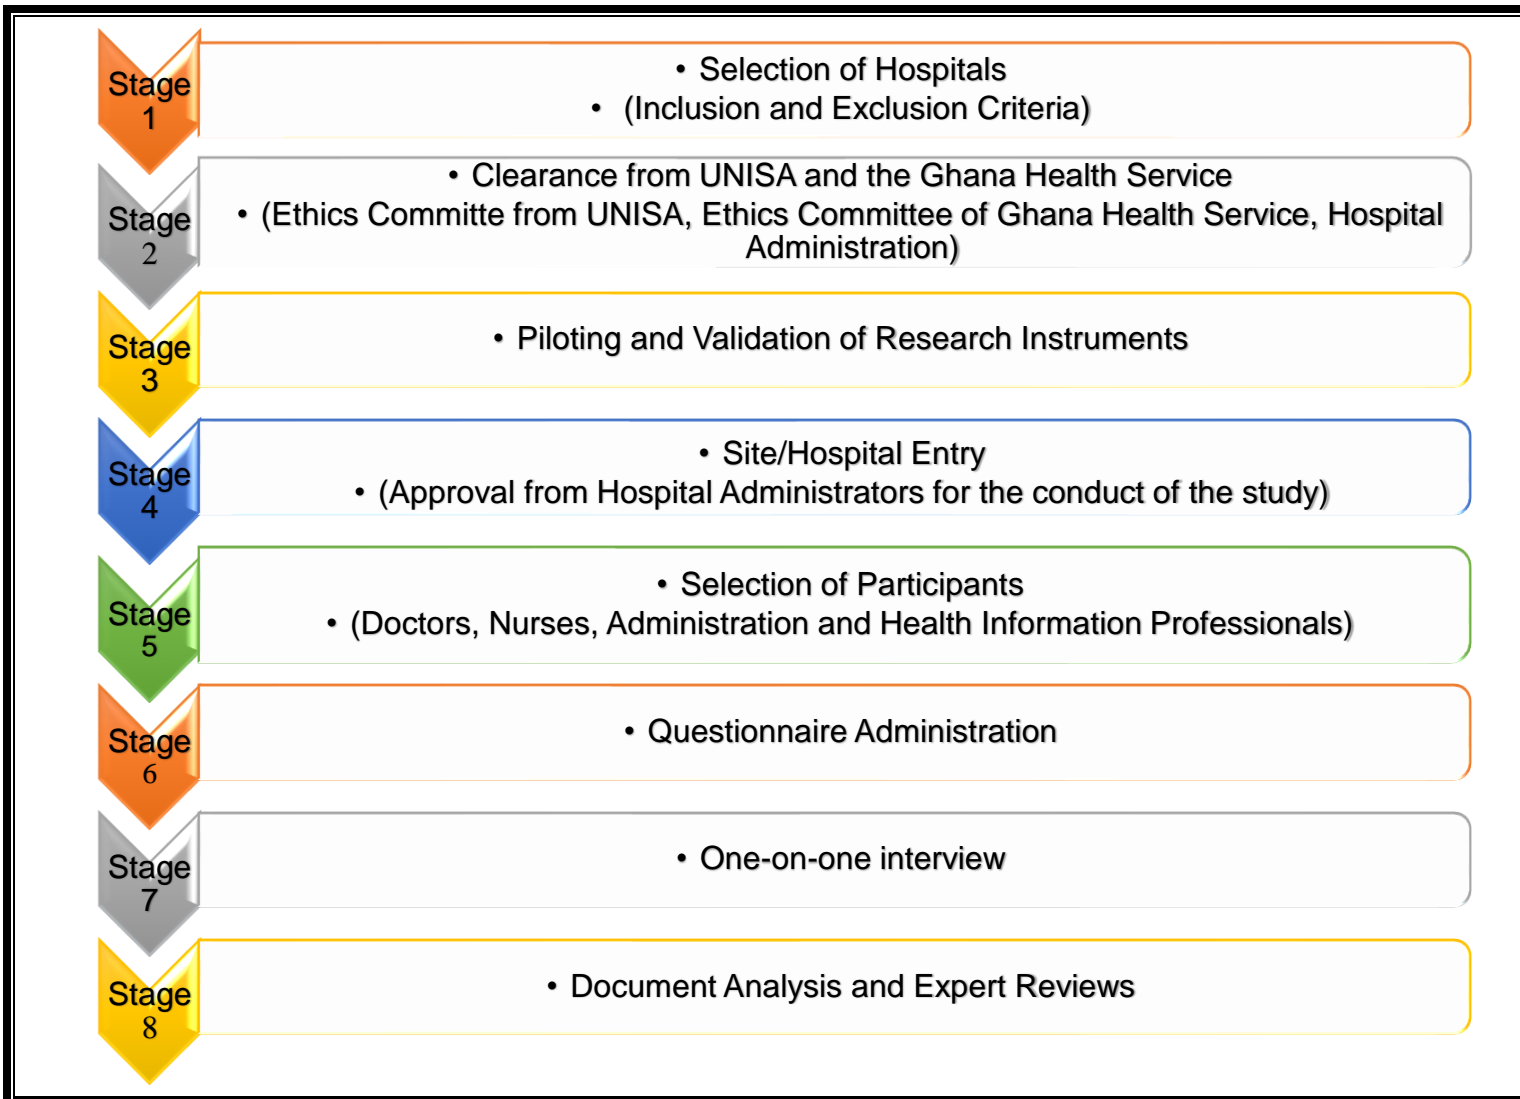 Stage
1
• Selection of Hospitals
• (Inclusion and Exclusion Criteria)
Stage
2
• Clearance from UNISA and the Ghana Health Service
• (Ethics Committe from UNISA, Ethics Committee of Ghana Health Service, Hospital
Administration)
Stage
3
• Piloting and Validation of Research Instruments
Stage
4
• Site/Hospital Entry
• (Approval from Hospital Administrators for the conduct of the study)
Stage
5
• Selection of Participants
• (Doctors, Nurses, Administration and Health Information Professionals)
Stage
6
• Questionnaire Administration
Stage
7
• One-on-one interview
Stage
8
• Document Analysis and Expert Reviews